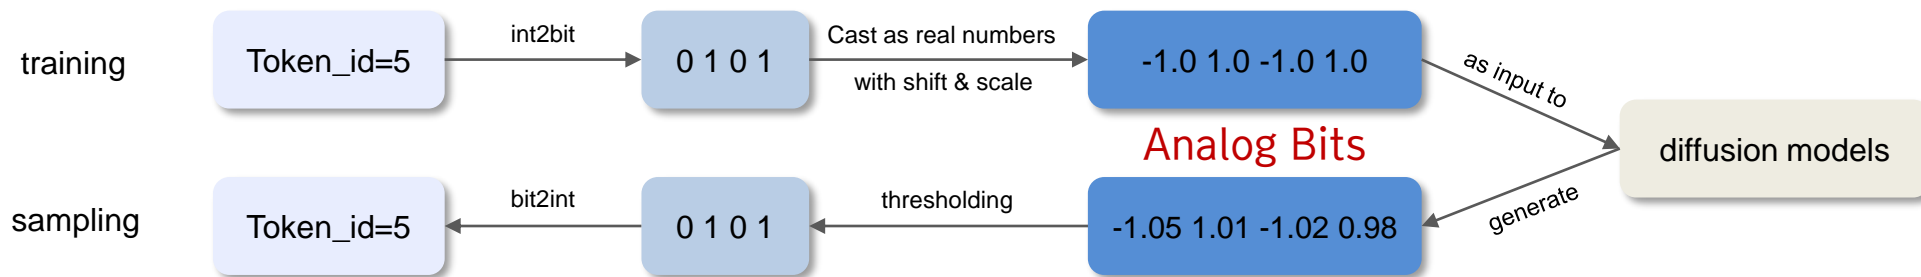 training
Token_id=5
int2bit
0 1 0 1
Cast as real numbers
with shift & scale
-1.0 1.0 -1.0 1.0
as input to
Analog Bits
diffusion models
sampling
Token_id=5
bit2int
0 1 0 1
thresholding
-1.05 1.01 -1.02 0.98
generate